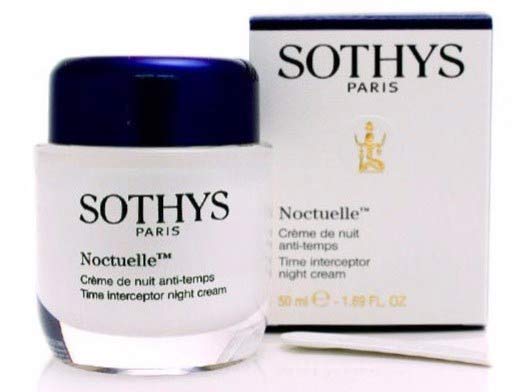 SOTHYS
PARIS
Noctuelle™
Crème de nuit anti-temps
Time interceptor night cream
SOTHYS
PARIS
Noctuelle™
Crème de nuit
anti-temps
Time interceptor
night cream
50 ml ℮ - 1.69 FL. OZ